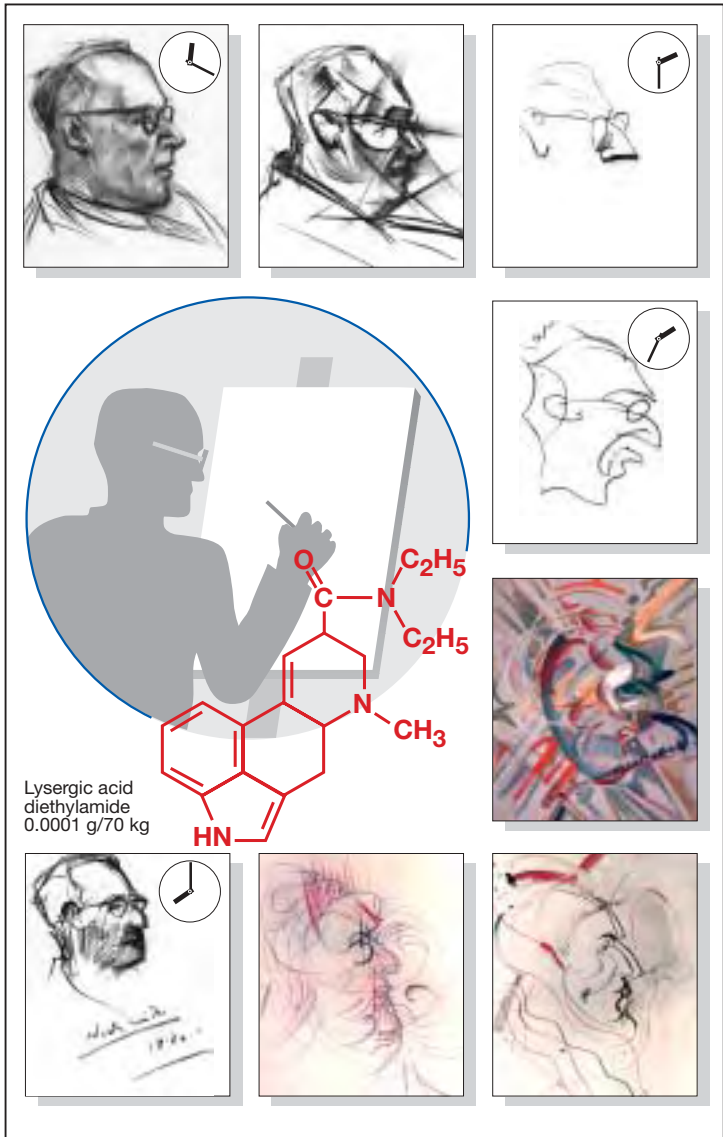 O
C
N
C2H5
C2H5
N
CH3
HN
Lysergic acid
diethylamide
0.0001 g/70 kg